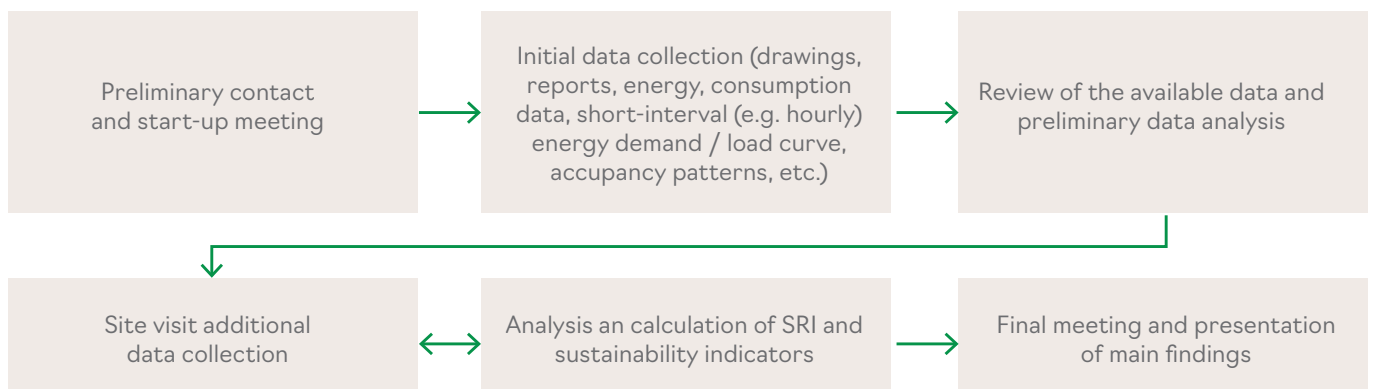 Preliminary contact
and start-up meeting
Initial data collection (drawings,
reports, energy, consumption
data, short-interval (e.g. hourly)
energy demand / load curve,
accupancy patterns, etc.)
Review of the available data and
preliminary data analysis
Site visit additional
data collection
Analysis an calculation of SRI and
sustainability indicators
Final meeting and presentation
of main findings